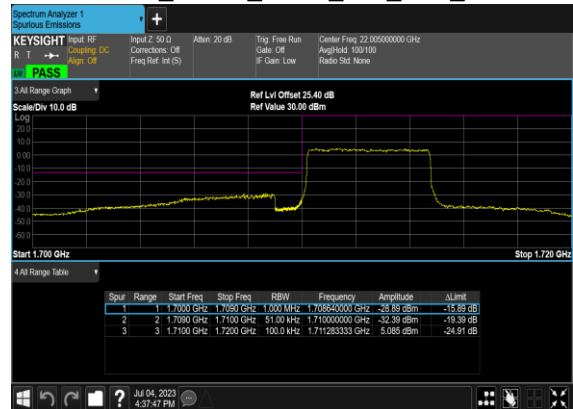 Spectrum Analyzer 1
Spurious Emissions
KEYSIGHT Input: RF Input Z: 50 Ω Atten: 20 dB Trig: Free Run Center Freq: 22.005000000 GHz
R T Coupling: DC Corrections: Off Gate: Off Avg|Hold: 100/100
Align: Off Freq Ref: Int (S) IF Gain: Low Radio Std: None
PASS
3 All Range Graph
Ref Lvl Offset 25.40 dB
Scale/Div 10.0 dB Ref Value 30.00 dBm
Log
20.0
10.0
0.00
-10.0
-20.0
-30.0
-40.0
-50.0
-60.0
Start 1.700 GHz Stop 1.720 GHz
4 All Range Table
Spur Range Start Freq Stop Freq RBW Frequency Amplitude ΔLimit
1 1 1.7000 GHz 1.7090 GHz 1.000 MHz 1.708640000 GHz -28.89 dBm -15.89 dB
2 2 1.7090 GHz 1.7100 GHz 51.00 kHz 1.710000000 GHz -32.39 dBm -19.39 dB
3 3 1.7100 GHz 1.7200 GHz 100.0 kHz 1.711283333 GHz 5.085 dBm -24.91 dB
? Jul 04, 2023
4:37:47 PM